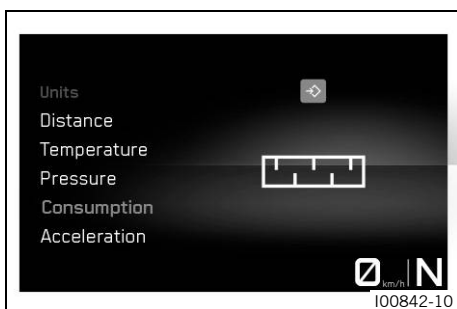 Units
Distance
Temperature
Pressure
Consumption
Acceleration
0 km/h N
I00842-10